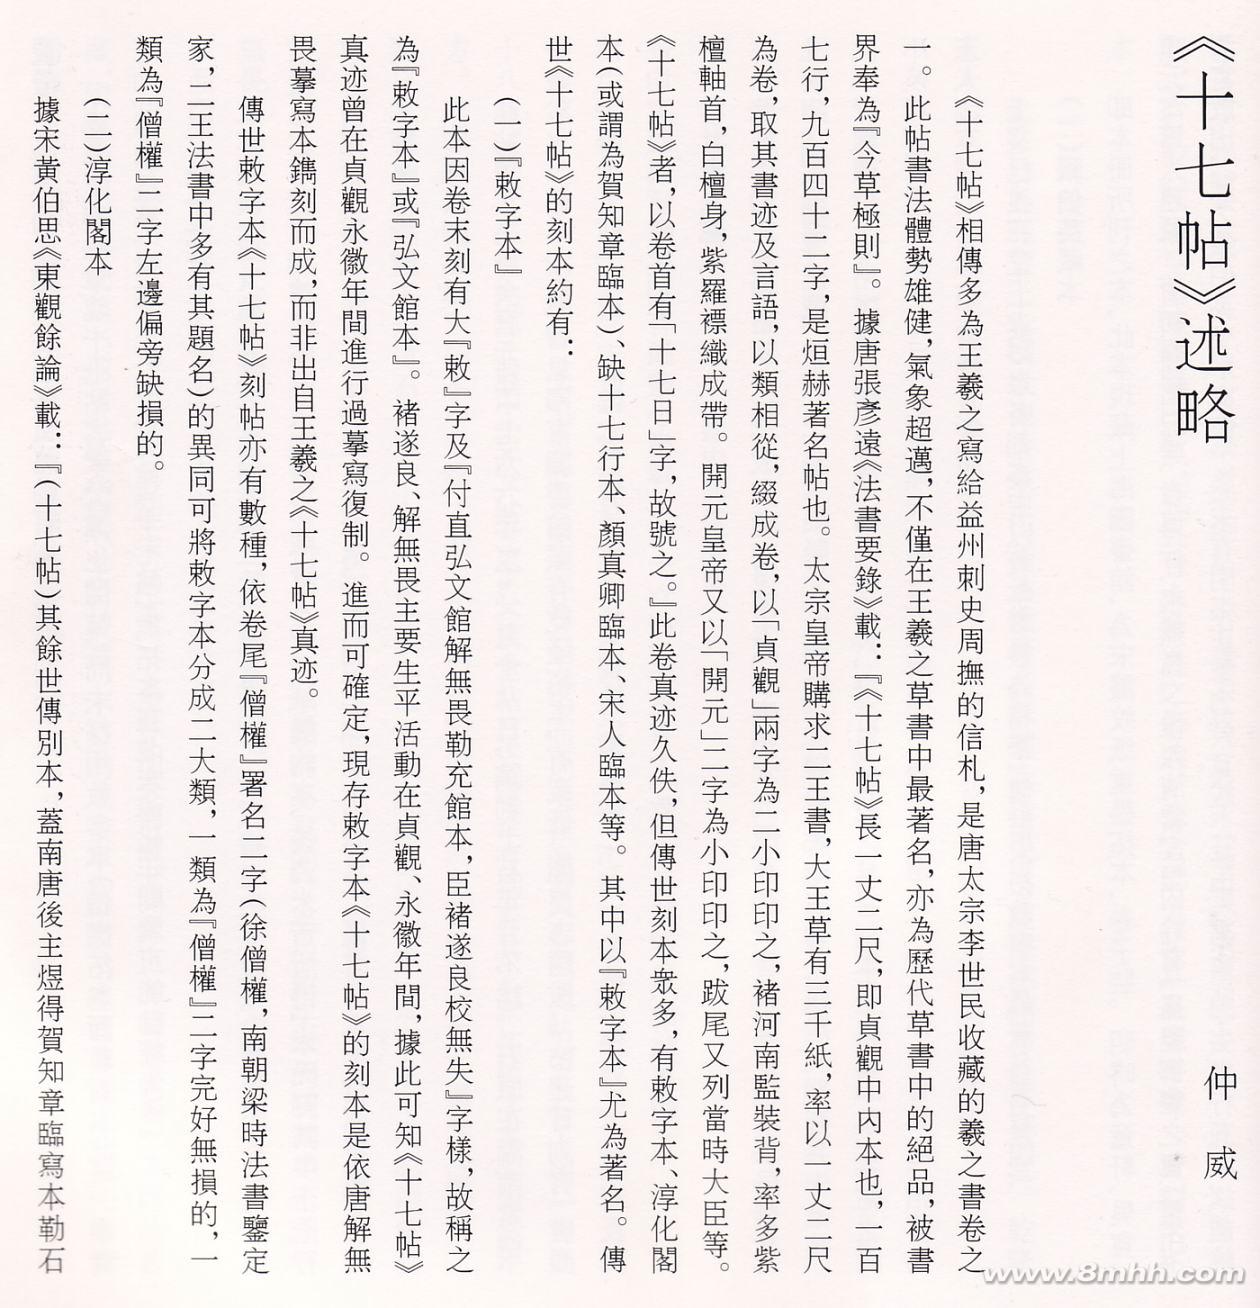 《十七帖》述略
仲威
《十七帖》相傳多為王羲之寫給益州刺史周撫的信札，是唐太宗李世民收藏的羲之書卷之
一。此帖書法體勢雄健，氣象超邁，不僅在王羲之草書中最著名，亦為歷代草書中的絕品，被書
界奉為『今草極則』。據唐張彥遠《法書要錄》載：『《十七帖》長一丈二尺，即貞觀中內本也，一百
七行，九百四十二字，是烜赫著名帖也。太宗皇帝購求二王書，大王草有三千紙，率以一丈二尺
為卷，取其書迹及言語，以類相從，綴成卷，以「貞觀」兩字為二小印印之，褚河南監裝背，率多紫
檀軸首，白檀身，紫羅褾織成帶。開元皇帝又以「開元」二字為小印印之，跋尾又列當時大臣等。
《十七帖》者，以卷首有「十七日」字，故號之。』此卷真迹久佚，但傳世刻本衆多，有敕字本、淳化閣
本（或謂為賀知章臨本）、缺十七行本、顏真卿臨本、宋人臨本等。其中以『敕字本』尤為著名。傳
世《十七帖》的刻本約有：
（一）『敕字本』
此本因卷末刻有大『敕』字及『付直弘文館解無畏勒充館本，臣褚遂良校無失』字樣，故稱之
為『敕字本』或『弘文館本』。褚遂良、解無畏主要生平活動在貞觀、永徽年間，據此可知《十七帖》
真迹曾在貞觀永徽年間進行過摹寫復制。進而可確定，現存敕字本《十七帖》的刻本是依唐解無
畏摹寫本鐫刻而成，而非出自王羲之《十七帖》真迹。
傳世敕字本《十七帖》刻帖亦有數種，依卷尾『僧權』署名二字（徐僧權，南朝梁時法書鑒定
家，二王法書中多有其題名）的異同可將敕字本分成二大類，一類為『僧權』二字完好無損的，一
類為『僧權』二字左邊偏旁缺損的。
（二）淳化閣本
據宋黃伯思《東觀餘論》載：『（十七帖）其餘世傳別本，蓋南唐後主煜得賀知章臨寫本勒石
www.8mhh.com